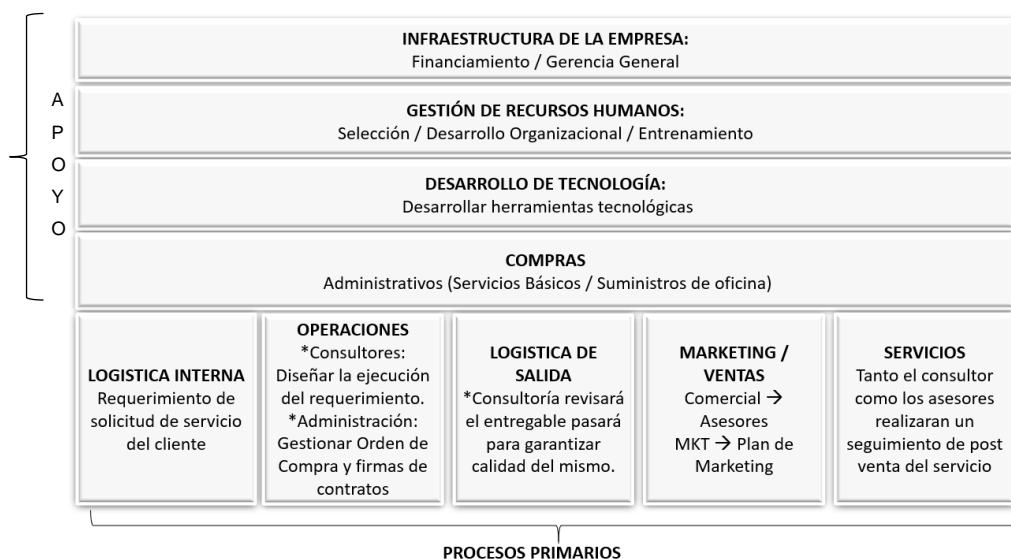 INFRAESTRUCTURA DE LA EMPRESA:
Financiamiento / Gerencia General
A
P
O
Y
O
GESTIÓN DE RECURSOS HUMANOS:
Selección / Desarrollo Organizacional / Entrenamiento
DESARROLLO DE TECNOLOGÍA:
Desarrollar herramientas tecnológicas
COMPRAS
Administrativos (Servicios Básicos / Suministros de oficina)
LOGISTICA INTERNA
Requerimiento de
solicitud de servicio
del cliente
OPERACIONES
*Consultores:
Diseñar la ejecución
del requerimiento.
*Administración:
Gestionar Orden de
Compra y firmas de
contratos
LOGISTICA DE
SALIDA
*Consultoría revisará
el entregable pasará
para garantizar
calidad del mismo.
MARKETING /
VENTAS
Comercial →
Asesores
MKT → Plan de
Marketing
SERVICIOS
Tanto el consultor
como los asesores
realizaran un
seguimiento de post
venta del servicio
PROCESOS PRIMARIOS